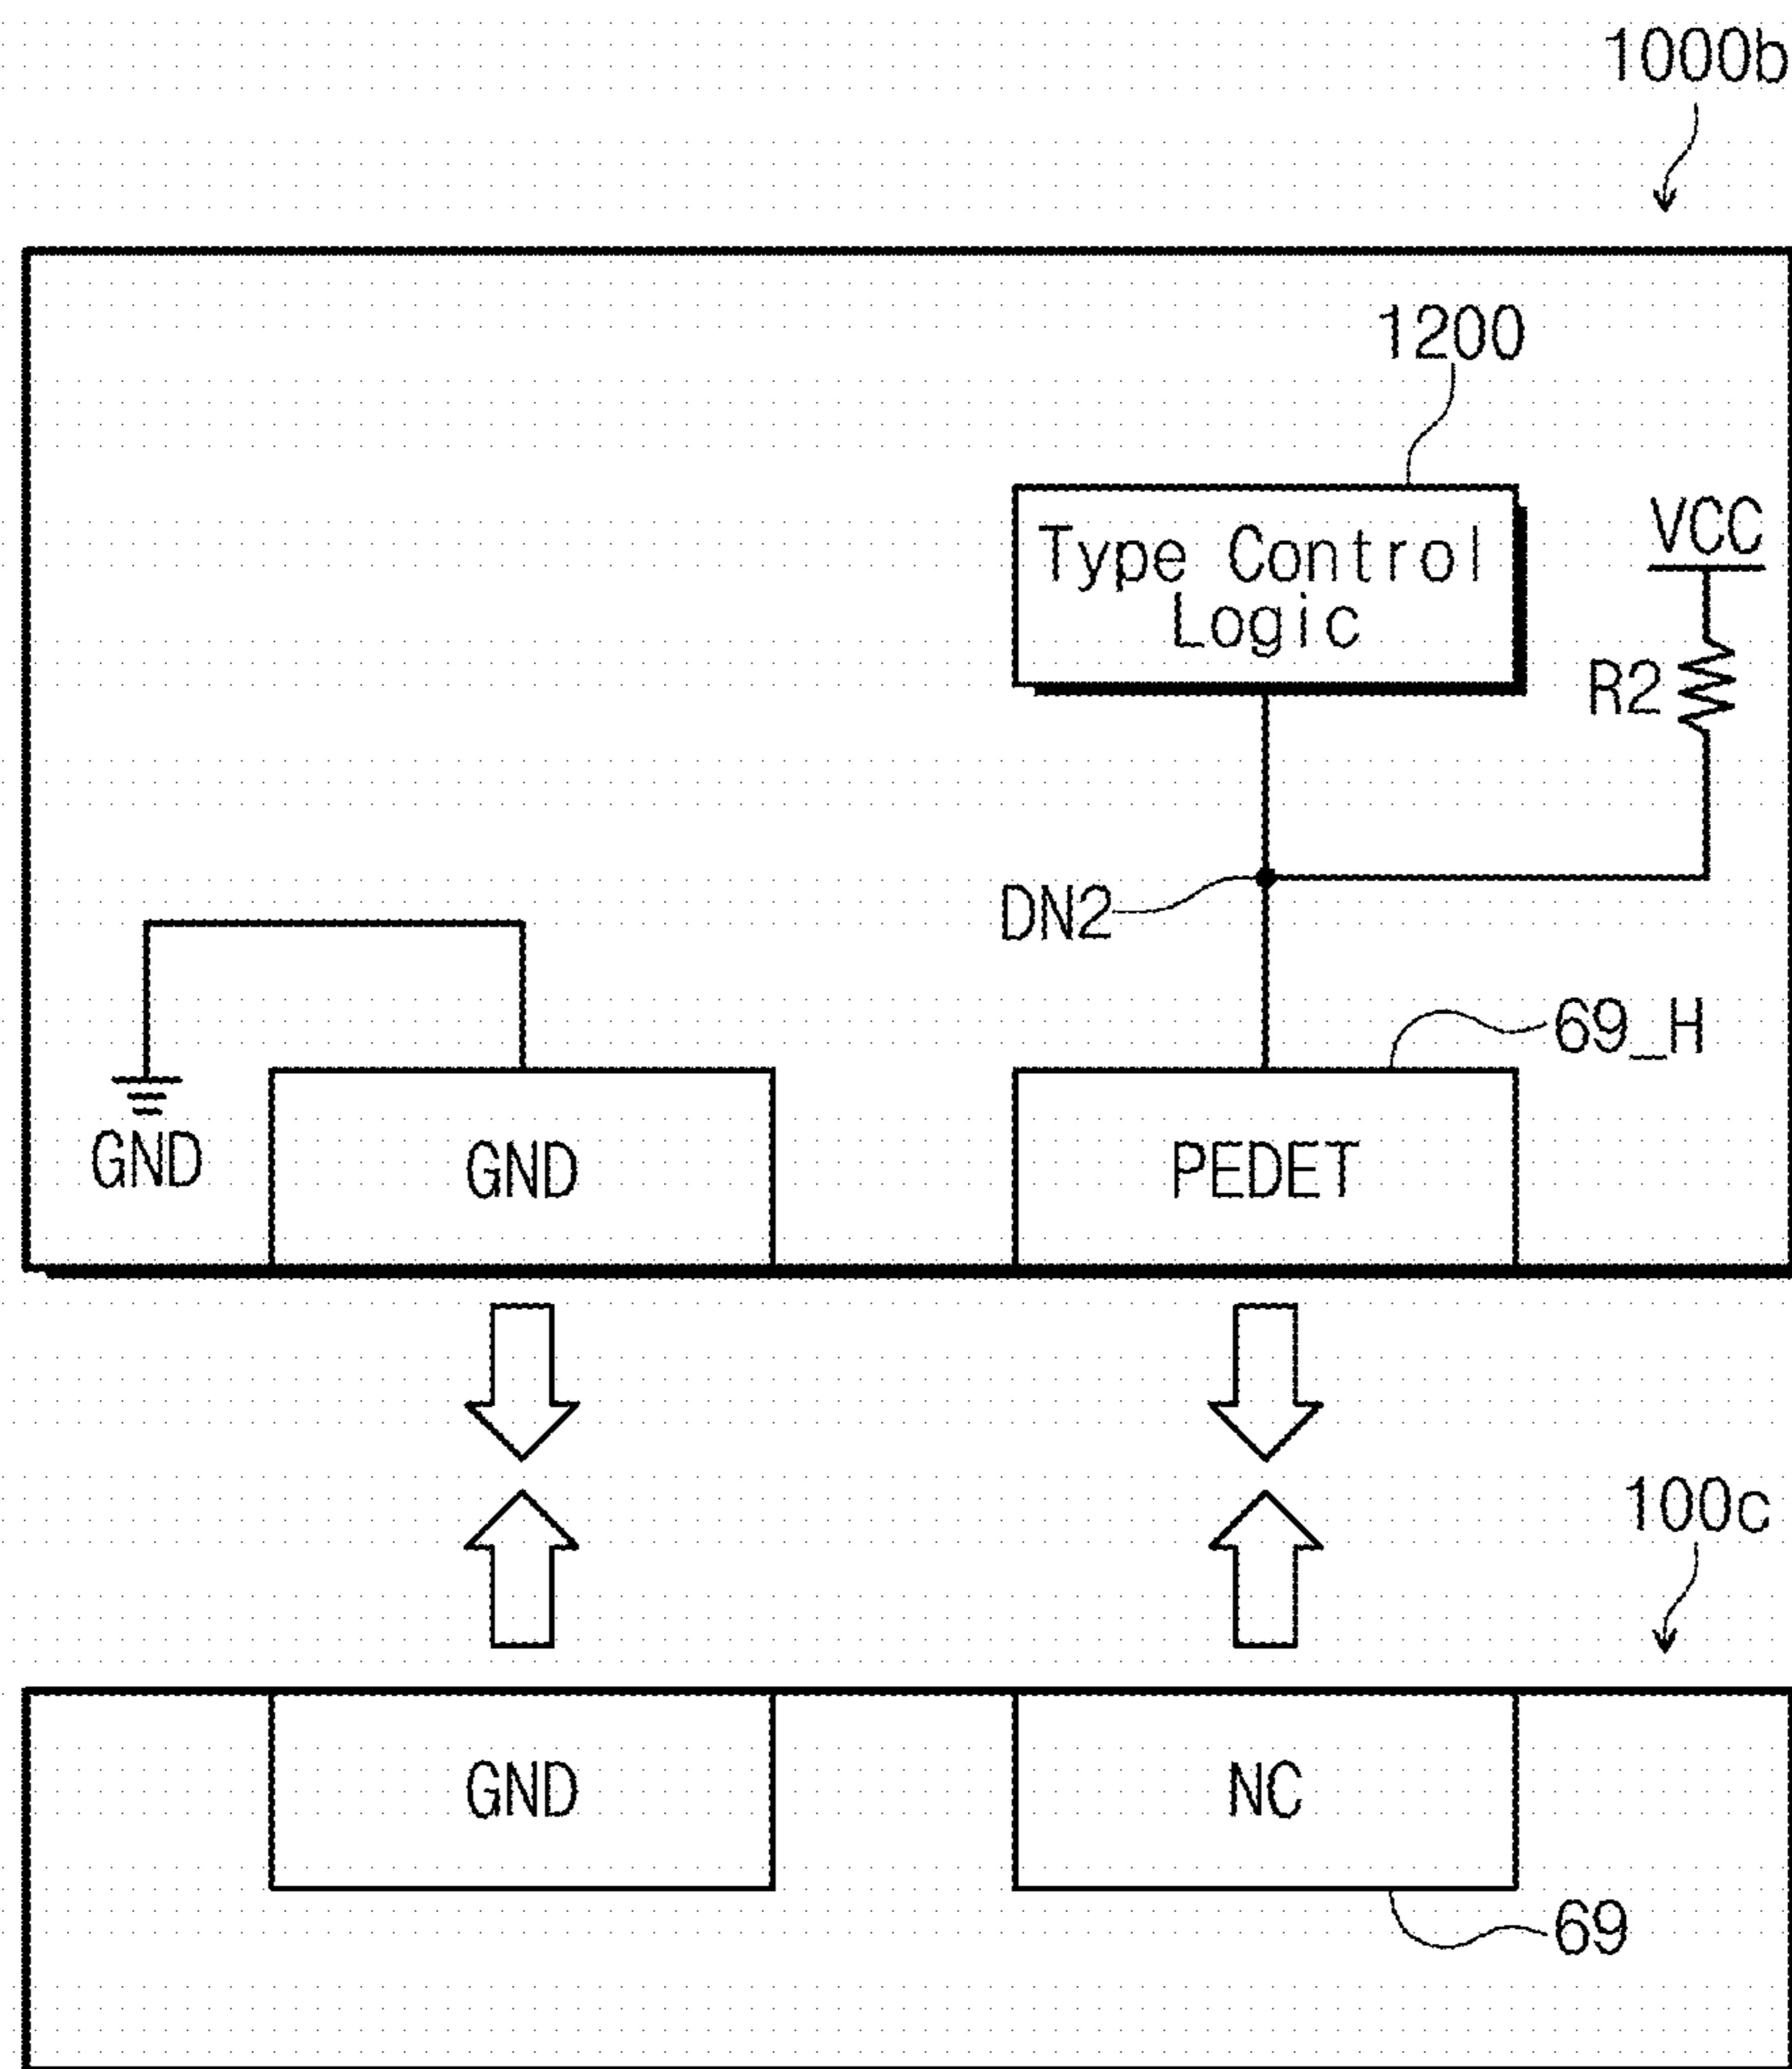 1000b
1200
Type Control
Logic
VCC
R2
DN2
69_H
GND
GND
PEDET
100c
GND
NC
69